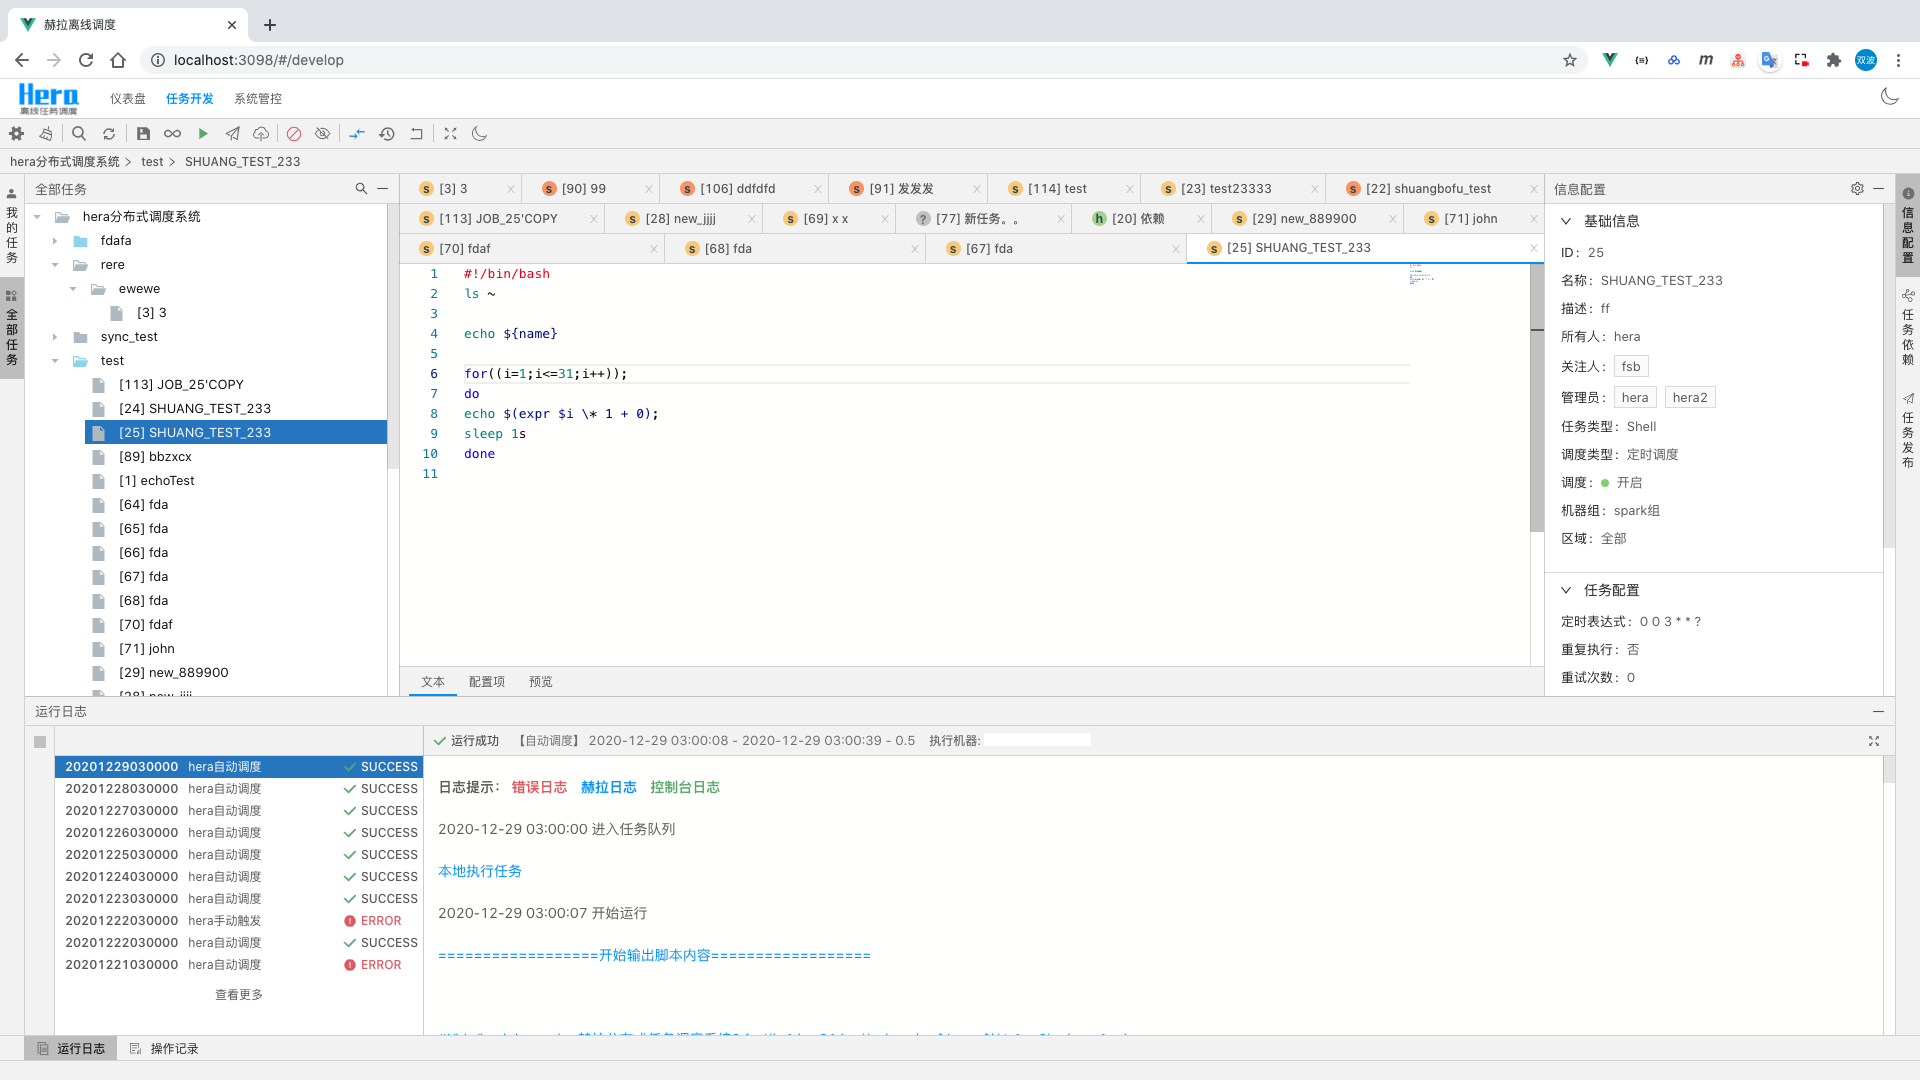 赫拉离线调度
localhost:3098/#/develop
双波
Hera
离线任务调度
仪表盘 任务开发 系统管控
hera分布式调度系统 > test > SHUANG_TEST_233
我的任务
全部任务
全部任务
hera分布式调度系统
fdafa
rere
ewewe
[3] 3
sync_test
test
[113] JOB_25'COPY
[24] SHUANG_TEST_233
[25] SHUANG_TEST_233
[89] bbzxcx
[1] echoTest
[64] fda
[65] fda
[66] fda
[67] fda
[68] fda
[70] fdaf
[71] john
[29] new_889900
[28] new_jjjj
s [3] 3 s [90] 99 s [106] ddfdfd s [91] 发发发 s [114] test s [23] test23333 s [22] shuangbofu_test
s [113] JOB_25'COPY s [28] new_jjjj s [69] x x ? [77] 新任务。。 h [20] 依赖 s [29] new_889900 s [71] john
s [70] fdaf s [68] fda s [67] fda s [25] SHUANG_TEST_233
1 #!/bin/bash
2 ls ~
3
4 echo ${name}
5
6 for((i=1;i<=31;i++));
7 do
8 echo $(expr $i \* 1 + 0);
9 sleep 1s
10 done
11
文本 配置项 预览
信息配置
基础信息
ID： 25
名称： SHUANG_TEST_233
描述： ff
所有人： hera
关注人： fsb
管理员： hera hera2
任务类型： Shell
调度类型： 定时调度
调度： 开启
机器组： spark组
区域： 全部
任务配置
定时表达式： 0 0 3 * * ?
重复执行： 否
重试次数： 0
信息配置
任务依赖
任务发布
运行日志
运行成功 【自动调度】 2020-12-29 03:00:08 - 2020-12-29 03:00:39 - 0.5 执行机器:
20201229030000 hera自动调度 SUCCESS
20201228030000 hera自动调度 SUCCESS
20201227030000 hera自动调度 SUCCESS
20201226030000 hera自动调度 SUCCESS
20201225030000 hera自动调度 SUCCESS
20201224030000 hera自动调度 SUCCESS
20201223030000 hera自动调度 SUCCESS
20201222030000 hera手动触发 ERROR
20201222030000 hera自动调度 SUCCESS
20201221030000 hera自动调度 ERROR
查看更多
日志提示： 错误日志 赫拉日志 控制台日志
2020-12-29 03:00:00 进入任务队列
本地执行任务
2020-12-29 03:00:07 开始运行
==================开始输出脚本内容==================
运行日志 操作记录